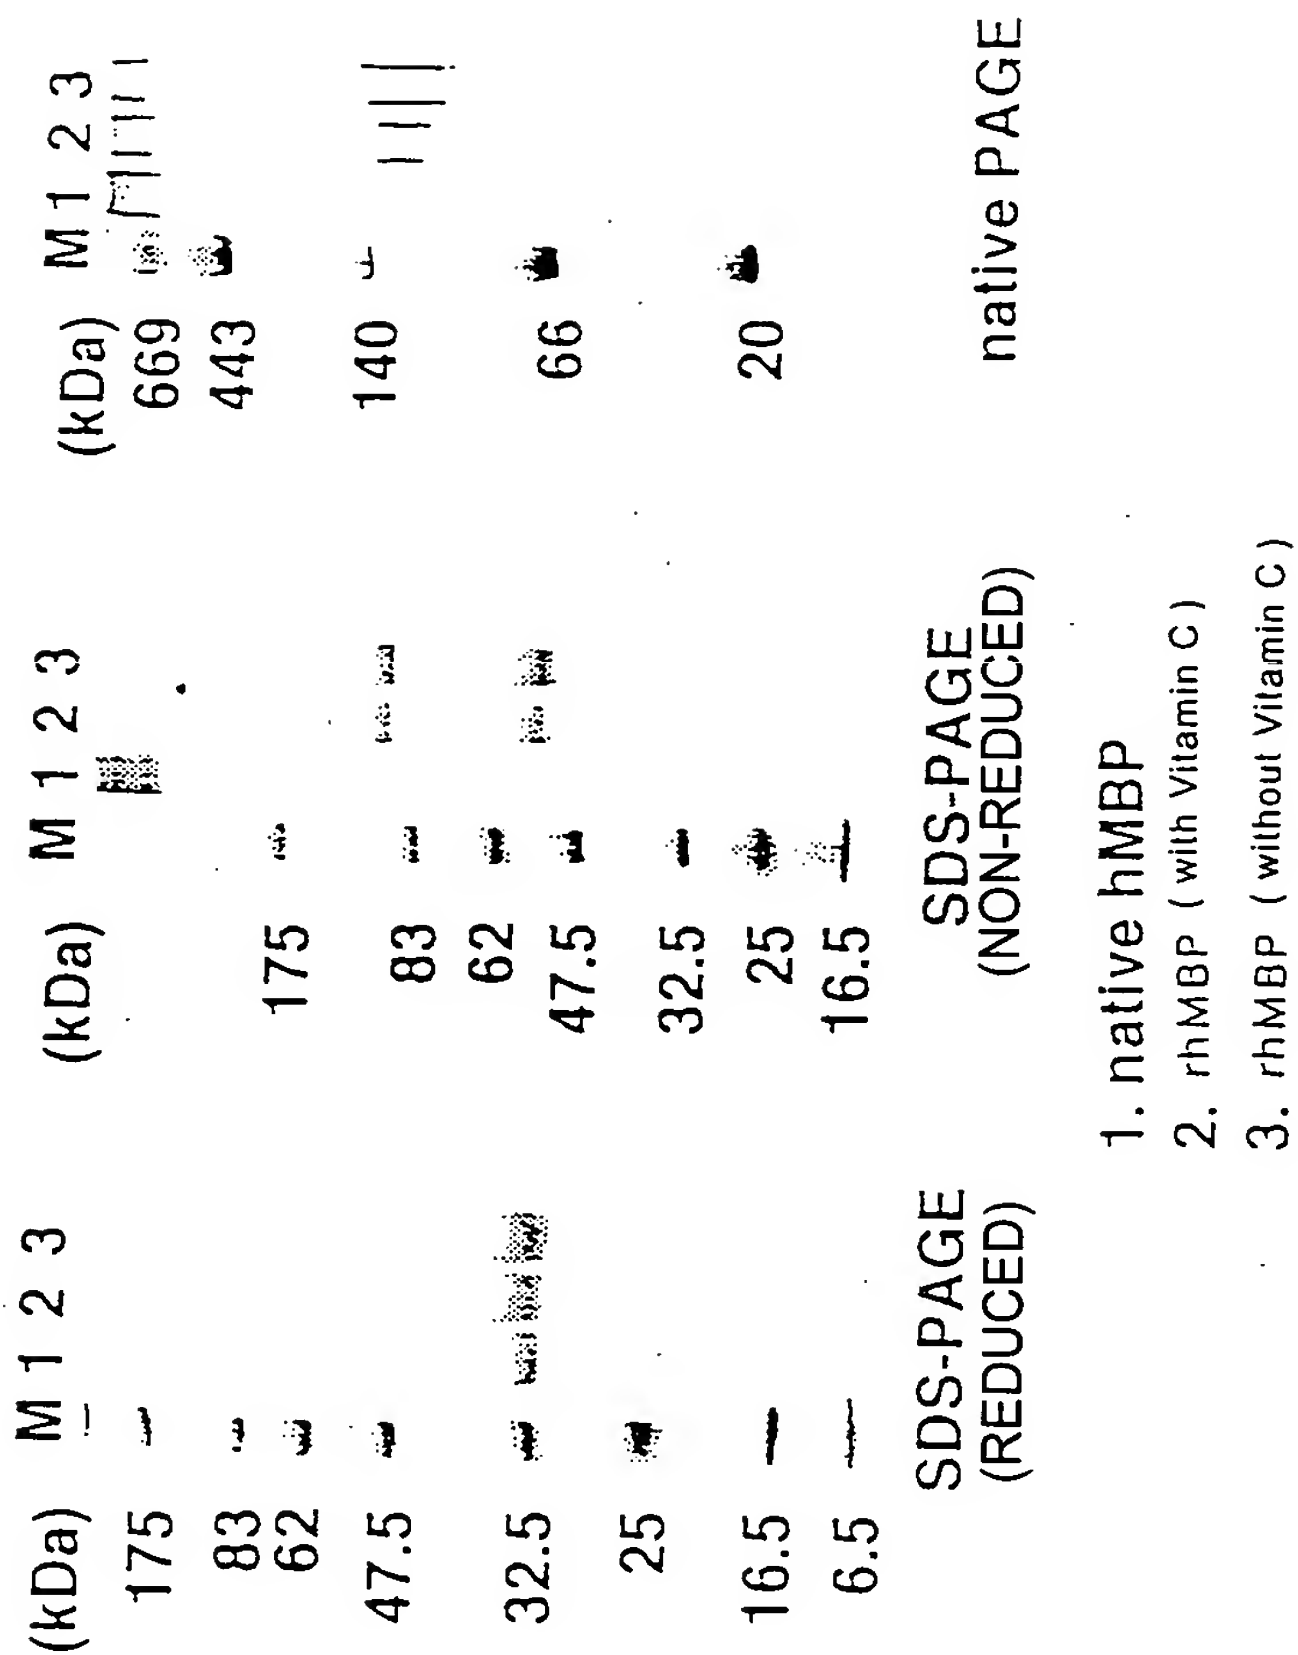 (kDa) M 1 2 3
175
83
62
47.5
32.5
25
16.5
6.5
SDS-PAGE
(REDUCED)
(kDa) M 1 2 3
175
83
62
47.5
32.5
25
16.5
SDS-PAGE
(NON-REDUCED)
(kDa) M 1 2 3
669
443
140
66
20
native PAGE
1. native hMBP
2. rhMBP (with Vitamin C)
3. rhMBP (without Vitamin C)